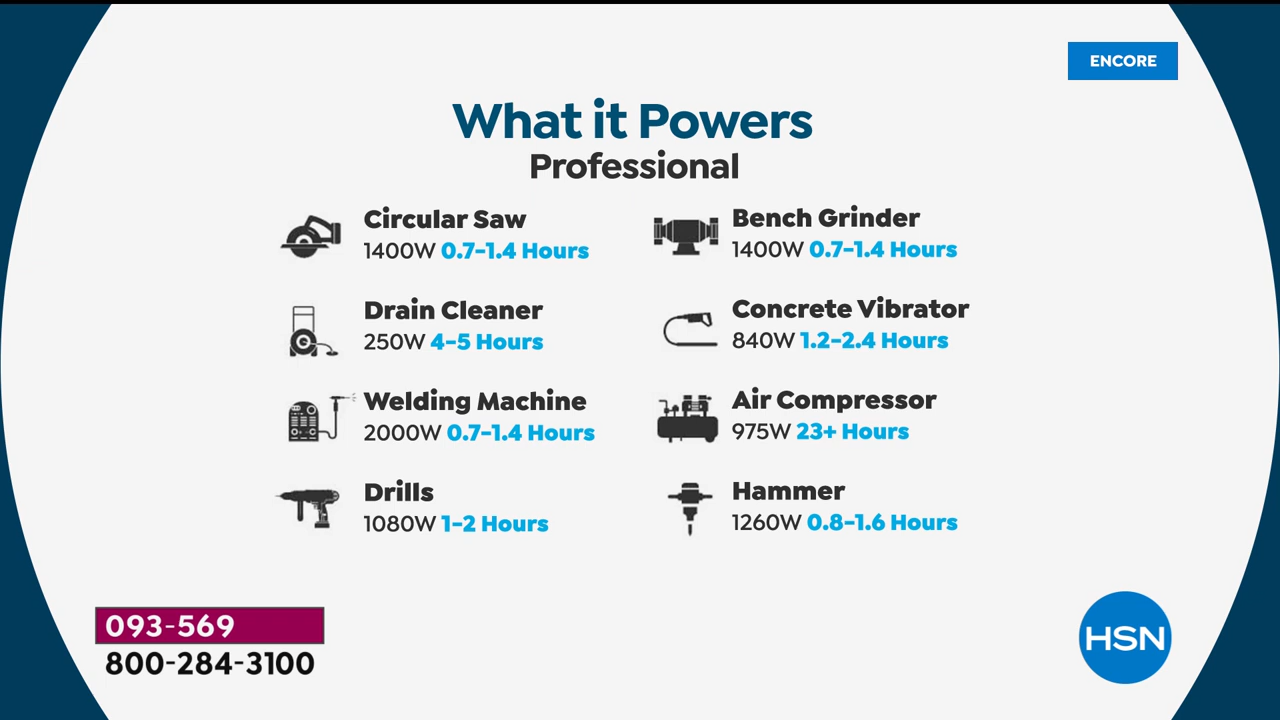 ENCORE
What it Powers
Professional
Circular Saw
1400W 0.7-1.4 Hours
Bench Grinder
1400W 0.7-1.4 Hours
Drain Cleaner
250W 4-5 Hours
Concrete Vibrator
840W 1.2-2.4 Hours
Welding Machine
2000W 0.7-1.4 Hours
Air Compressor
975W 23+ Hours
Drills
1080W 1-2 Hours
Hammer
1260W 0.8-1.6 Hours
093-569
800-284-3100
HSN